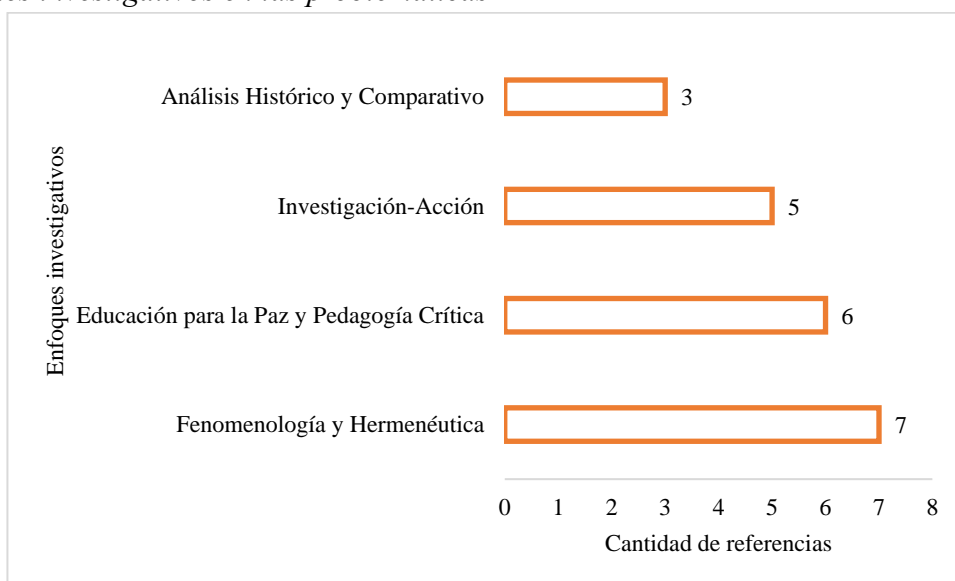 Análisis Histórico y Comparativo
3
Investigación-Acción
5
Educación para la Paz y Pedagogía Crítica
6
Fenomenología y Hermenéutica
7
Enfoques investigativos
0 1 2 3 4 5 6 7 8
Cantidad de referencias